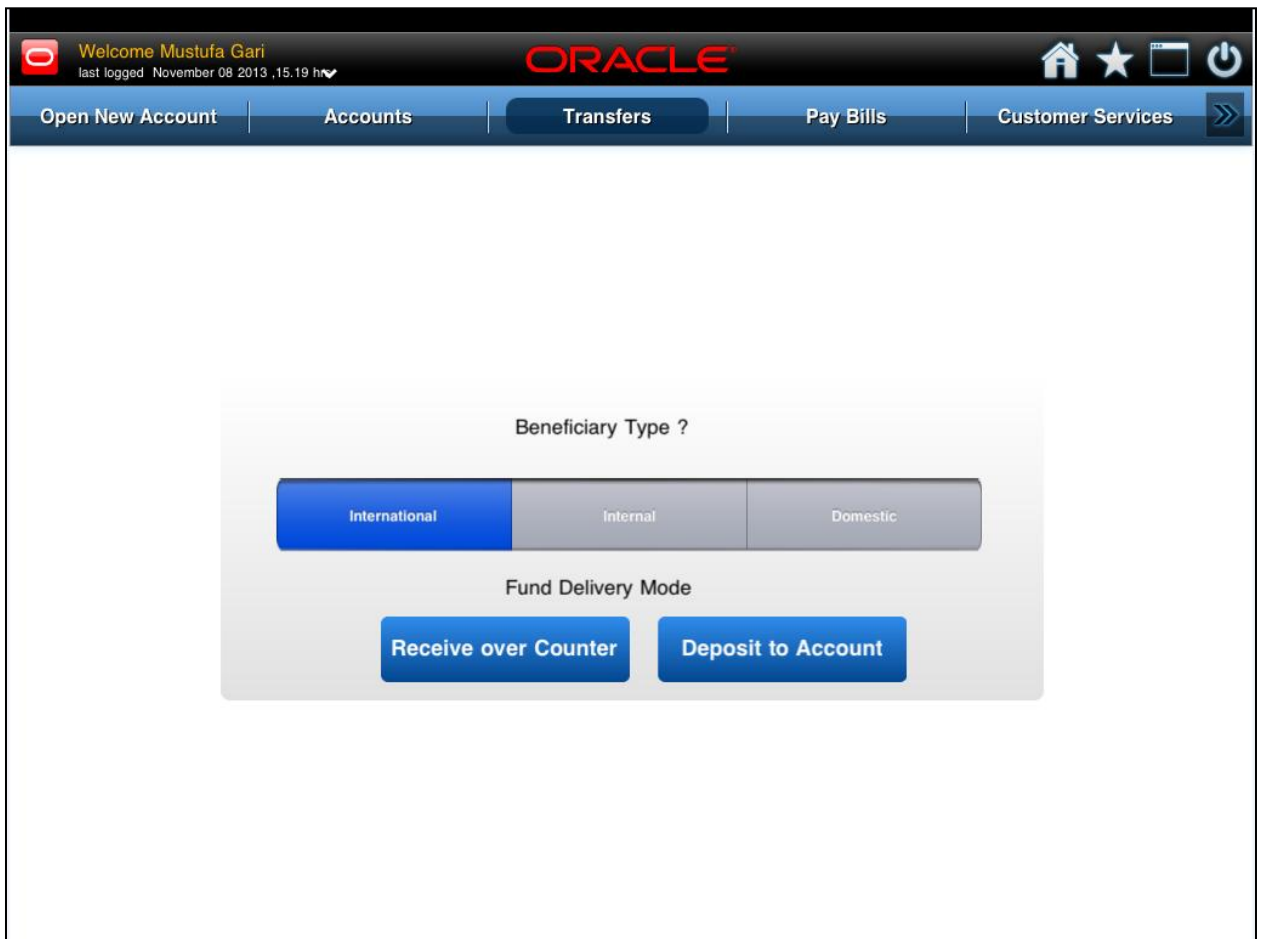 Welcome Mustufa Gari
last logged November 08 2013 ,15.19 hr
ORACLE
Open New Account
Accounts
Transfers
Pay Bills
Customer Services
Beneficiary Type ?
International
Internal
Domestic
Fund Delivery Mode
Receive over Counter
Deposit to Account